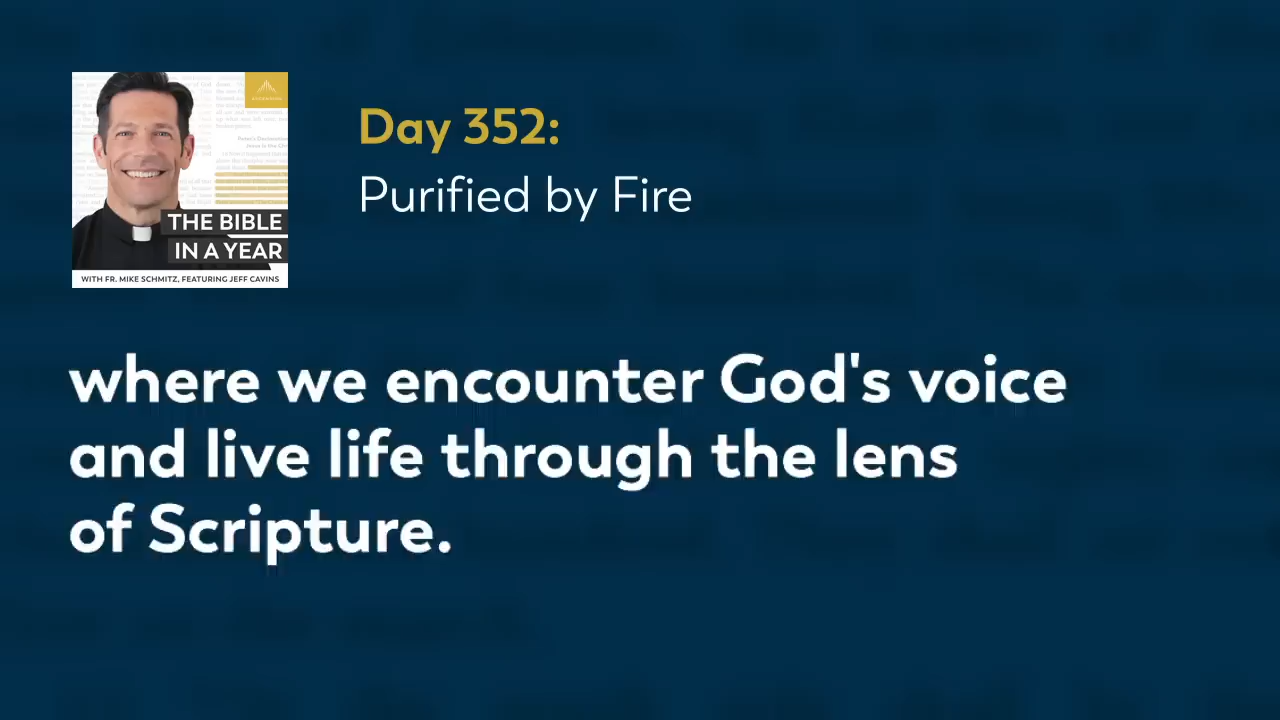 Day 352:
Purified by Fire
THE BIBLE
IN A YEAR
WITH FR. MIKE SCHMITZ, FEATURING JEFF CAVINS
where we encounter God's voice
and live life through the lens
of Scripture.